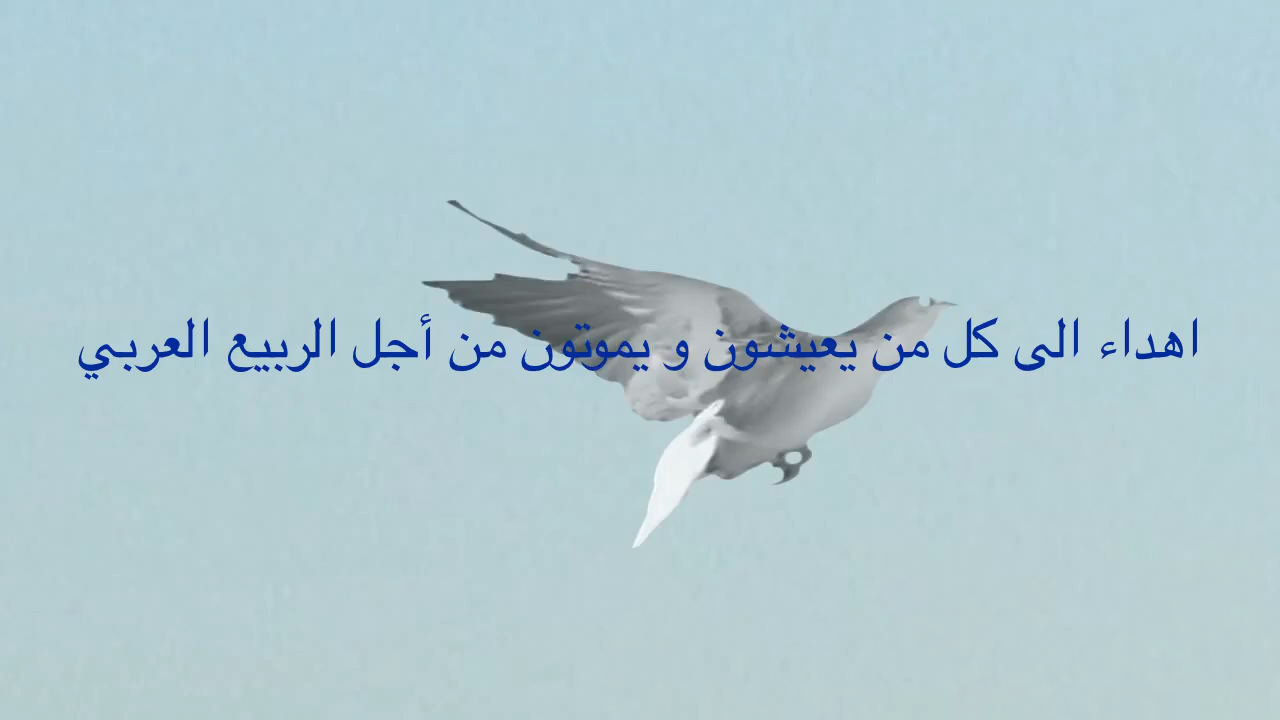 اهداء الى كل من يعيشون و يموتون من أجل الربيع العربي